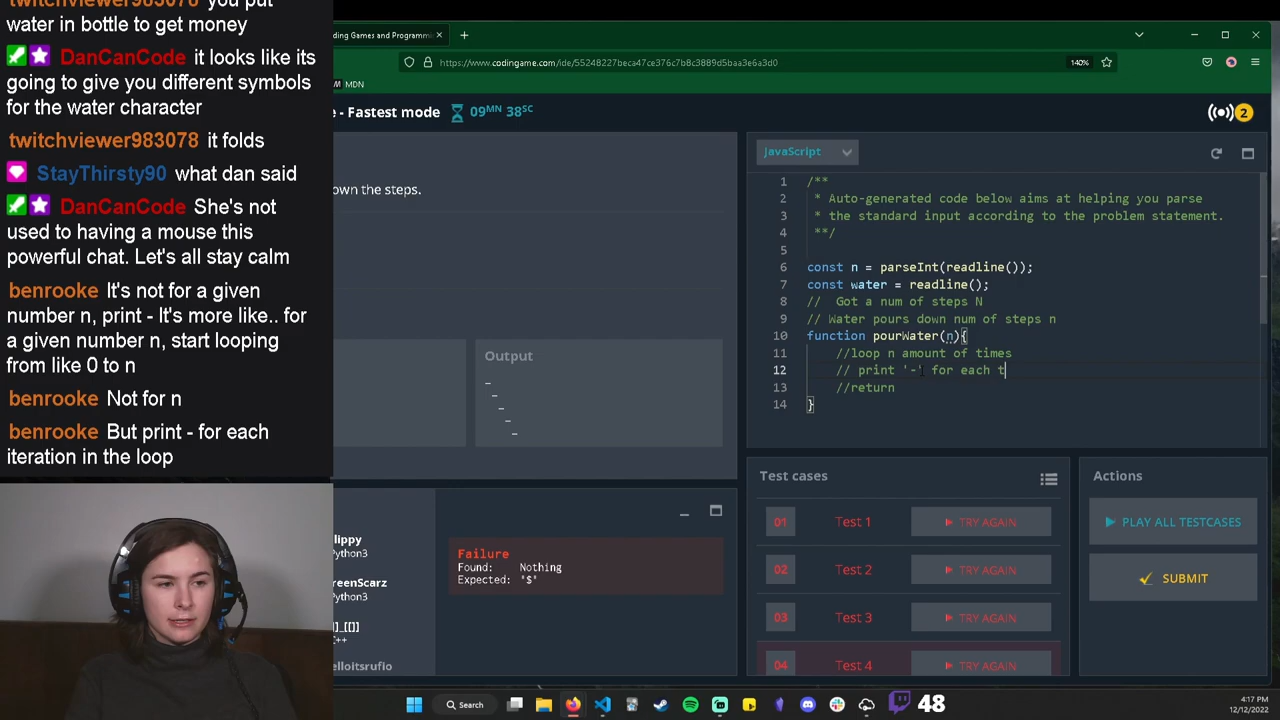 twitchviewer983078 you put
water in bottle to get money
DanCanCode it looks like its
going to give you different symbols
for the water character
twitchviewer983078 it folds
StayThirsty90 what dan said
DanCanCode She's not
used to having a mouse this
powerful chat. Let's all stay calm
benrooke It's not for a given
number n, print - It's more like.. for
a given number n, start looping
from like 0 to n
benrooke Not for n
benrooke But print - for each
iteration in the loop
ding Games and Programmi
https://www.codingame.com/ide/55248227beca47ce376c7b8c3889d5baa3e6a3d0
140%
MDN
e - Fastest mode
09MN 38SC
2
own the steps.
Output
–
–
–
–
–
JavaScript
1 /**
2 * Auto-generated code below aims at helping you parse
3 * the standard input according to the problem statement.
4 **/
5
6 const n = parseInt(readline());
7 const water = readline();
8 // Got a num of steps N
9 // Water pours down num of steps n
10 function pourWater(n){
11 //loop n amount of times
12 // print '-' for each t
13 //return
14 }
lippy
Python3
reenScarz
Python3
]_[[]]
C++
elloitsrufio
Failure
Found: Nothing
Expected: '$'
Test cases
01 Test 1 TRY AGAIN
02 Test 2 TRY AGAIN
03 Test 3 TRY AGAIN
04 Test 4 TRY AGAIN
Actions
PLAY ALL TESTCASES
SUBMIT
Search
48
4:17 PM
12/12/2022